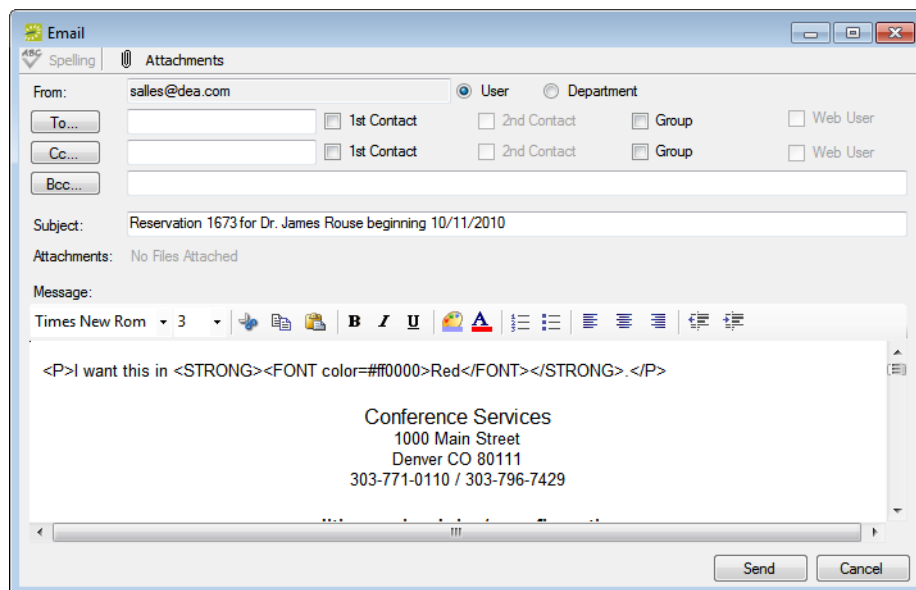 Email
ABC Spelling Attachments
From: salles@dea.com User Department
To... 1st Contact 2nd Contact Group Web User
Cc... 1st Contact 2nd Contact Group Web User
Bcc...
Subject: Reservation 1673 for Dr. James Rouse beginning 10/11/2010
Attachments: No Files Attached
Message:
Times New Rom 3 B I U A
<P>I want this in <STRONG><FONT color=#ff0000>Red</FONT></STRONG>.</P>
Conference Services
1000 Main Street
Denver CO 80111
303-771-0110 / 303-796-7429
Send Cancel